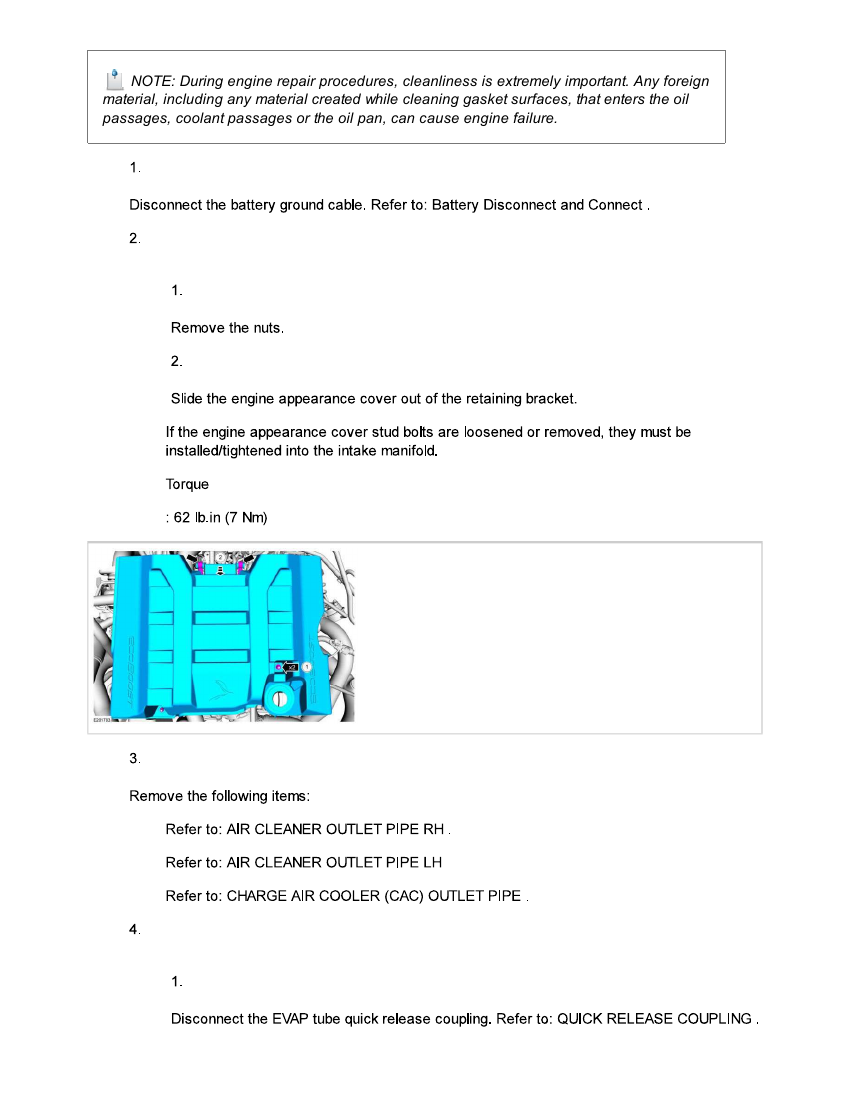 NOTE: During engine repair procedures, cleanliness is extremely important. Any foreign
material, including any material created while cleaning gasket surfaces, that enters the oil
passages, coolant passages or the oil pan, can cause engine failure.
1.
Disconnect the battery ground cable. Refer to: Battery Disconnect and Connect .
2.
1.
Remove the nuts.
2.
Slide the engine appearance cover out of the retaining bracket.
If the engine appearance cover stud bolts are loosened or removed, they must be
installed/tightened into the intake manifold.
Torque
: 62 lb.in (7 Nm)
2
x2 1
3.
Remove the following items:
Refer to: AIR CLEANER OUTLET PIPE RH .
Refer to: AIR CLEANER OUTLET PIPE LH
Refer to: CHARGE AIR COOLER (CAC) OUTLET PIPE .
4.
1.
Disconnect the EVAP tube quick release coupling. Refer to: QUICK RELEASE COUPLING .